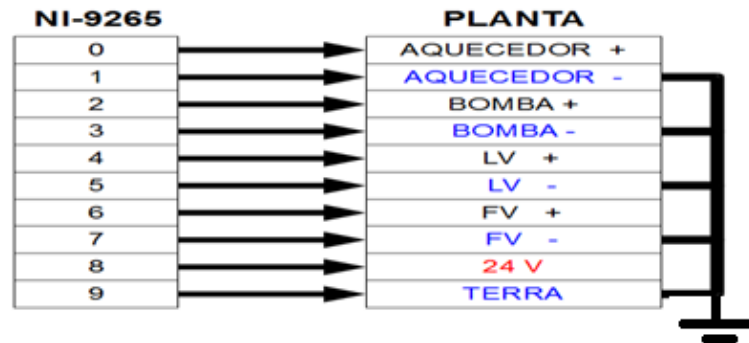 NI-9265 PLANTA
0 AQUECEDOR +
1 AQUECEDOR -
2 BOMBA +
3 BOMBA -
4 LV +
5 LV -
6 FV +
7 FV -
8 24 V
9 TERRA